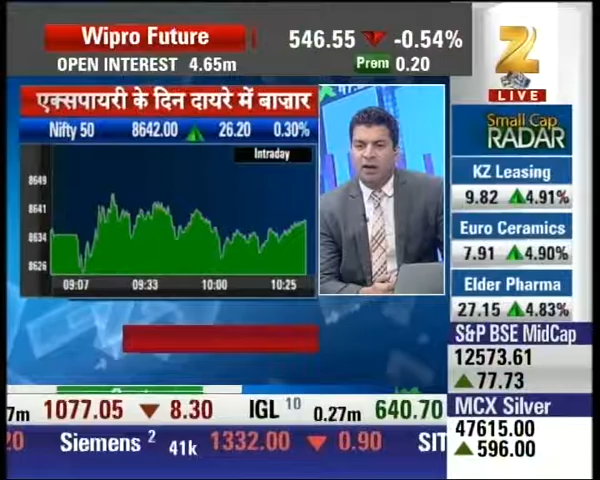 Wipro Future
546.55 -0.54%
OPEN INTEREST 4.65m
Prem 0.20
Z
LIVE
एक्सपायरी के दिन दायरे में बाज़ार
Nifty 50 8642.00 26.20 0.30%
Intraday
8649
8641
8634
8626
09:07 09:33 10:00 10:25
Small Cap
RADAR
KZ Leasing
9.82 4.91%
Euro Ceramics
7.91 4.90%
Elder Pharma
27.15 4.83%
S&P BSE MidCap
12573.61
77.73
MCX Silver
47615.00
596.00
7m 1077.05 8.30 IGL 10 0.27m 640.70
20 Siemens 2 41k 1332.00 0.90 SIT